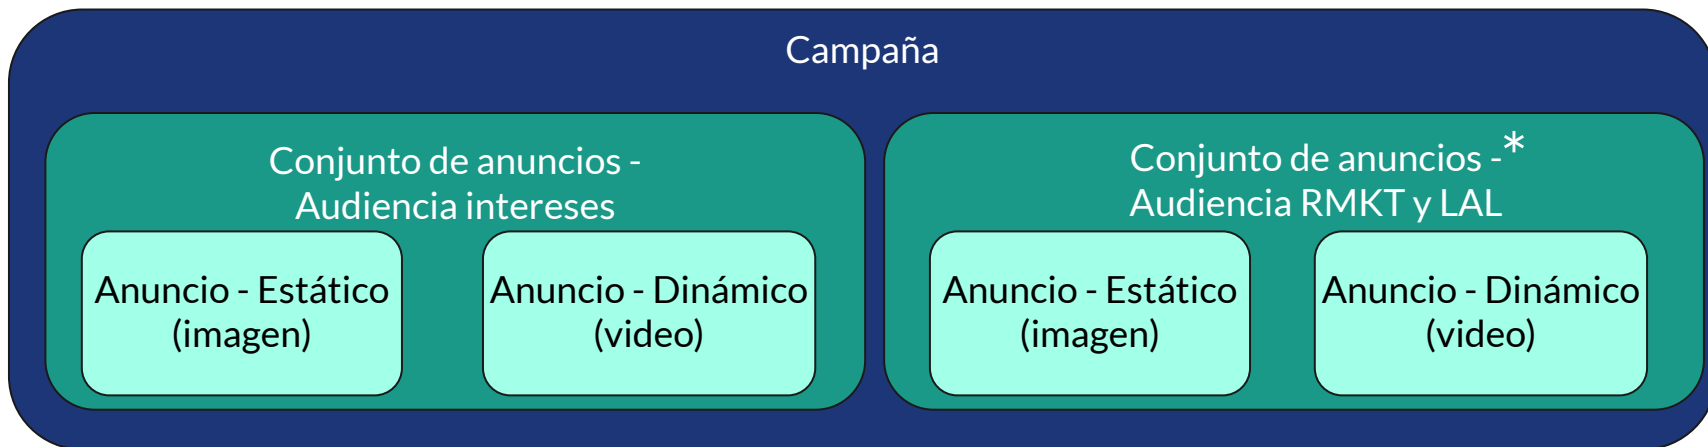 Campaña
Conjunto de anuncios -
Audiencia intereses
Anuncio - Estático
(imagen)
Anuncio - Dinámico
(video)
Conjunto de anuncios -*
Audiencia RMKT y LAL
Anuncio - Estático
(imagen)
Anuncio - Dinámico
(video)